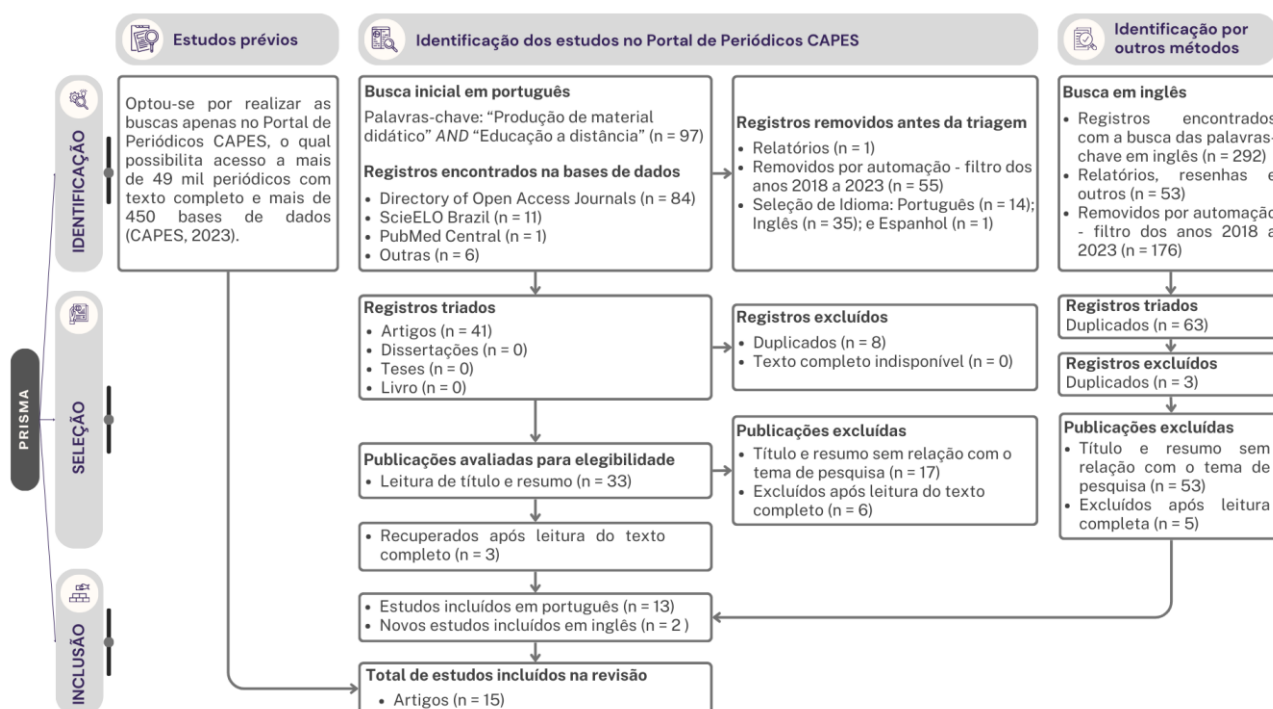 Estudos prévios
Identificação dos estudos no Portal de Periódicos CAPES
Identificação por
outros métodos
PRISMA
IDENTIFICAÇÃO
Optou-se por realizar as
buscas apenas no Portal de
Periódicos CAPES, o qual
possibilita acesso a mais
de 49 mil periódicos com
texto completo e mais de
450 bases de dados
(CAPES, 2023).
Busca inicial em português
Palavras-chave: “Produção de material
didático” AND “Educação a distância” (n = 97)
Registros encontrados na bases de dados
• Directory of Open Access Journals (n = 84)
• ScieELO Brazil (n = 11)
• PubMed Central (n = 1)
• Outras (n = 6)
Registros removidos antes da triagem
• Relatórios (n = 1)
• Removidos por automação - filtro dos
anos 2018 a 2023 (n = 55)
• Seleção de Idioma: Português (n = 14);
Inglês (n = 35); e Espanhol (n = 1)
Busca em inglês
• Registros encontrados
com a busca das palavras-
chave em inglês (n = 292)
• Relatórios, resenhas e
outros (n = 53)
• Removidos por automação
- filtro dos anos 2018 a
2023 (n = 176)
SELEÇÃO
Registros triados
• Artigos (n = 41)
• Dissertações (n = 0)
• Teses (n = 0)
• Livro (n = 0)
Registros excluídos
• Duplicados (n = 8)
• Texto completo indisponível (n = 0)
Registros triados
Duplicados (n = 63)
Registros excluídos
Duplicados (n = 3)
Publicações avaliadas para elegibilidade
• Leitura de título e resumo (n = 33)
Publicações excluídas
• Título e resumo sem relação com o
tema de pesquisa (n = 17)
• Excluídos após leitura do texto
completo (n = 6)
Publicações excluídas
• Título e resumo sem
relação com o tema de
pesquisa (n = 53)
• Excluídos após leitura
completa (n = 5)
• Recuperados após leitura do texto
completo (n = 3)
INCLUSÃO
• Estudos incluídos em português (n = 13)
• Novos estudos incluídos em inglês (n = 2 )
Total de estudos incluídos na revisão
• Artigos (n = 15)